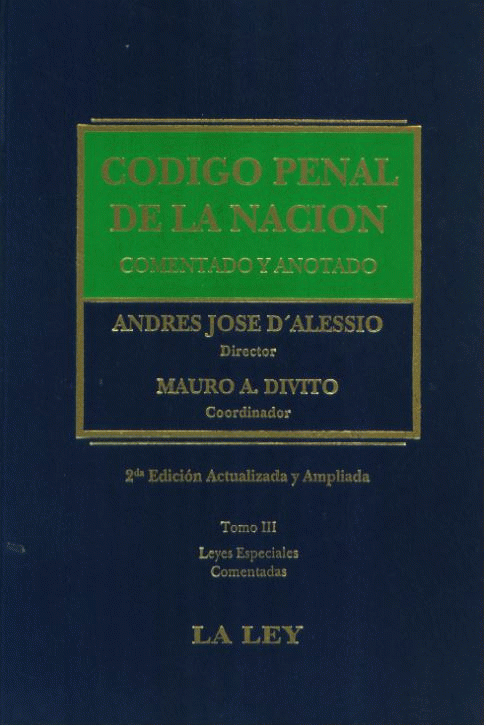 CODIGO PENAL
DE LA NACION
COMENTADO Y ANOTADO
ANDRES JOSE D´ALESSIO
Director
MAURO A. DIVITO
Coordinador
2da Edición Actualizada y Ampliada
Tomo III
Leyes Especiales
Comentadas
LA LEY